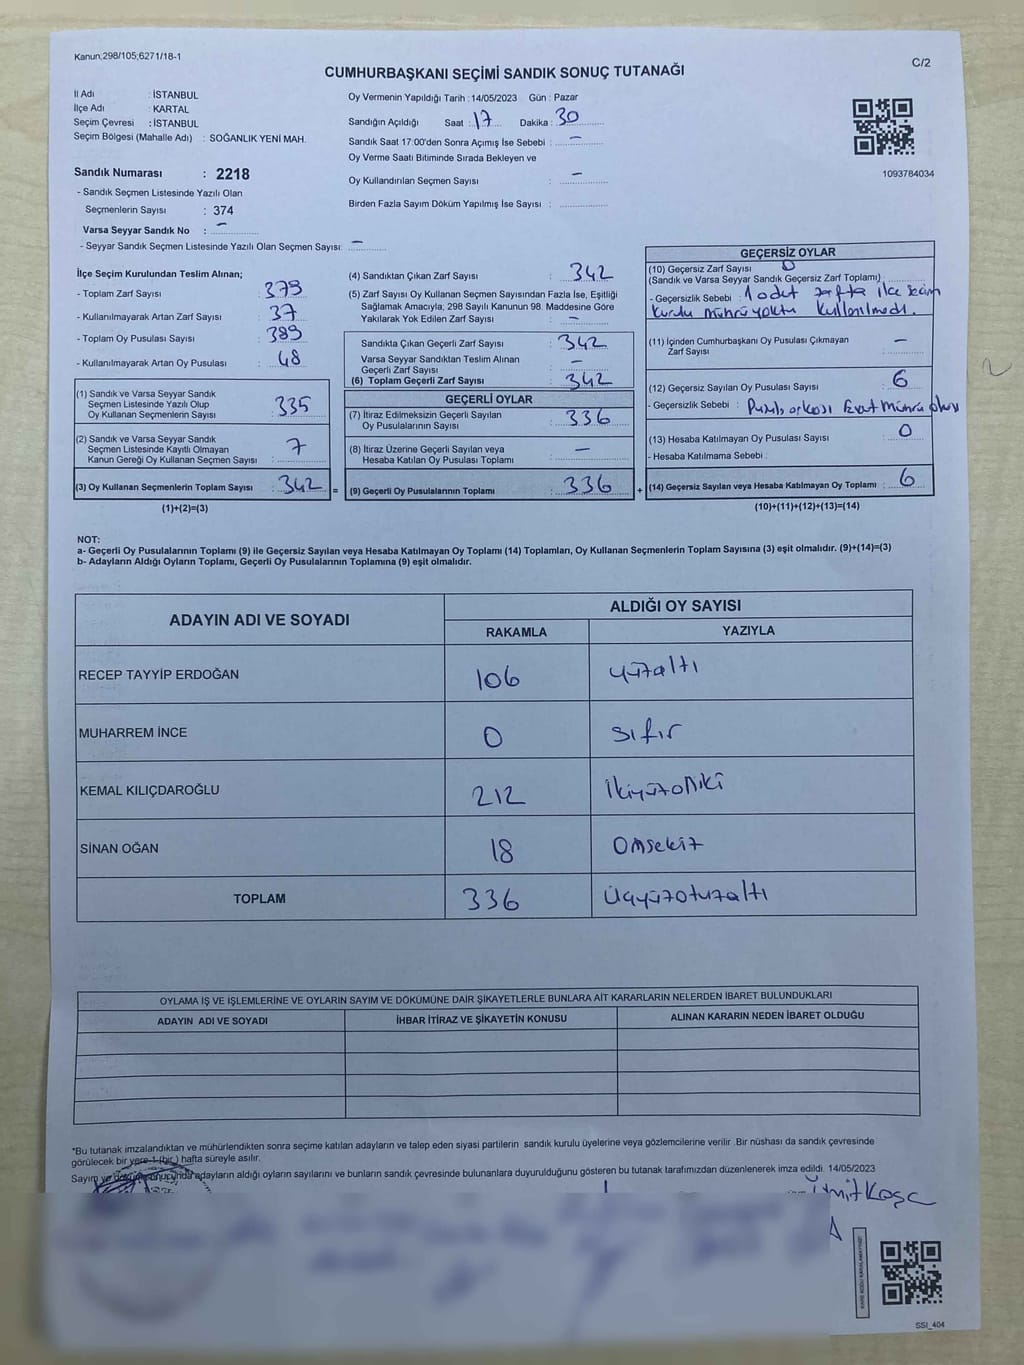 Kanun;298/105;6271/18-1
C/2
CUMHURBAŞKANI SEÇİMİ SANDIK SONUÇ TUTANAĞI
İl Adı : İSTANBUL
İlçe Adı : KARTAL
Seçim Çevresi : İSTANBUL
Seçim Bölgesi (Mahalle Adı) : SOĞANLIK YENİ MAH.
Sandık Numarası : 2218
- Sandık Seçmen Listesinde Yazılı Olan
Seçmenlerin Sayısı : 374
Varsa Seyyar Sandık No : –
- Seyyar Sandık Seçmen Listesinde Yazılı Olan Seçmen Sayısı: –
Oy Vermenin Yapıldığı Tarih : 14/05/2023 Gün : Pazar
Sandığın Açıldığı Saat : 17 Dakika : 30
Sandık Saat 17:00'den Sonra Açımış İse Sebebi : –
Oy Verme Saati Bitiminde Sırada Bekleyen ve
Oy Kullandırılan Seçmen Sayısı : –
Birden Fazla Sayım Döküm Yapılmış İse Sayısı :
1093784034
İlçe Seçim Kurulundan Teslim Alınan;
- Toplam Zarf Sayısı : 379
- Kullanılmayarak Artan Zarf Sayısı : 37
- Toplam Oy Pusulası Sayısı : 389
- Kullanılmayarak Artan Oy Pusulası : 48
(1) Sandık ve Varsa Seyyar Sandık
Seçmen Listesinde Yazılı Olup
Oy Kullanan Seçmenlerin Sayısı : 335
(2) Sandık ve Varsa Seyyar Sandık
Seçmen Listesinde Kayıtlı Olmayan
Kanun Gereği Oy Kullanan Seçmen Sayısı : 7
(3) Oy Kullanan Seçmenlerin Toplam Sayısı : 342 =
(1)+(2)=(3)
(4) Sandıktan Çıkan Zarf Sayısı : 342
(5) Zarf Sayısı Oy Kullanan Seçmen Sayısından Fazla İse, Eşitliği
Sağlamak Amacıyla; 298 Sayılı Kanunun 98. Maddesine Göre
Yakılarak Yok Edilen Zarf Sayısı : –
Sandıkta Çıkan Geçerli Zarf Sayısı : 342
Varsa Seyyar Sandıktan Teslim Alınan
Geçerli Zarf Sayısı : –
(6) Toplam Geçerli Zarf Sayısı : 342
GEÇERLİ OYLAR
(7) İtiraz Edilmeksizin Geçerli Sayılan
Oy Pusulalarının Sayısı : 336
(8) İtiraz Üzerine Geçerli Sayılan veya
Hesaba Katılan Oy Pusulası Toplamı : –
(9) Geçerli Oy Pusulalarının Toplamı : 336 +
GEÇERSİZ OYLAR
(10) Geçersiz Zarf Sayısı 0
(Sandık ve Varsa Seyyar Sandık Geçersiz Zarf Toplamı) :
- Geçersizlik Sebebi : 1 adet zarfta ilçe seçim
kurulu mührü yoktu kullanılmadı.
(11) İçinden Cumhurbaşkanı Oy Pusulası Çıkmayan
Zarf Sayısı : –
(12) Geçersiz Sayılan Oy Pusulası Sayısı : 6
- Geçersizlik Sebebi : Pusula arkası Evet mührü
(13) Hesaba Katılmayan Oy Pusulası Sayısı : 0
- Hesaba Katılmama Sebebi :
(14) Geçersiz Sayılan veya Hesaba Katılmayan Oy Toplamı : 6
(10)+(11)+(12)+(13)=(14)
2
NOT:
a- Geçerli Oy Pusulalarının Toplamı (9) ile Geçersiz Sayılan veya Hesaba Katılmayan Oy Toplamı (14) Toplamları, Oy Kullanan Seçmenlerin Toplam Sayısına (3) eşit olmalıdır. (9)+(14)=(3)
b- Adayların Aldığı Oyların Toplamı, Geçerli Oy Pusulalarının Toplamına (9) eşit olmalıdır.
ADAYIN ADI VE SOYADI
ALDIĞI OY SAYISI
RAKAMLA YAZIYLA
RECEP TAYYİP ERDOĞAN 106 yüzaltı
MUHARREM İNCE 0 sıfır
KEMAL KILIÇDAROĞLU 212 İkiyüzoniki
SİNAN OĞAN 18 Onsekiz
TOPLAM 336 Üçyüzotuzaltı
OYLAMA İŞ VE İŞLEMLERİNE VE OYLARIN SAYIM VE DÖKÜMÜNE DAİR ŞİKAYETLERLE BUNLARA AİT KARARLARIN NELERDEN İBARET BULUNDUKLARI
ADAYIN ADI VE SOYADI İHBAR İTİRAZ VE ŞİKAYETİN KONUSU ALINAN KARARIN NEDEN İBARET OLDUĞU
*Bu tutanak imzalandıktan ve mühürlendikten sonra seçime katılan adayların ve talep eden siyasi partilerin sandık kurulu üyelerine veya gözlemcilerine verilir .Bir nüshası da sandık çevresinde
görülecek bir yere 1 (bir ) hafta süreyle asılır.
Sayım ve adayların aldığı oyların sayılarını ve bunların sandık çevresinde bulunanlara duyurulduğunu gösteren bu tutanak tarafımızdan düzenlenerek imza edildi. 14/05/2023
Ümit Koşc
SSI_404